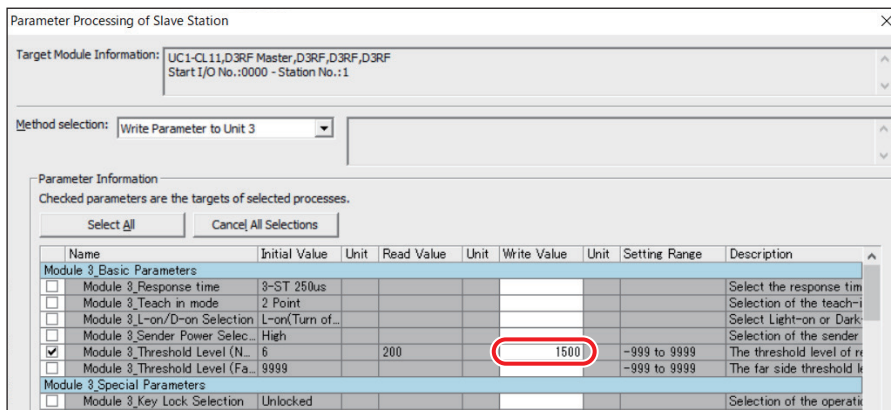 Parameter Processing of Slave Station
Target Module Information: UC1-CL11,D3RF Master,D3RF,D3RF,D3RF
Start I/O No.:0000 - Station No.:1
Method selection: Write Parameter to Unit 3
Parameter Information
Checked parameters are the targets of selected processes.
Select All Cancel All Selections
Name Initial Value Unit Read Value Unit Write Value Unit Setting Range Description
Module 3_Basic Parameters
Module 3_Response time 3-ST 250us Select the response tim
Module 3_Teach in mode 2 Point Selection of the teach-i
Module 3_L-on/D-on Selection L-on(Turn of... Select Light-on or Dark-
Module 3_Sender Power Selec... High Selection of the sender
Module 3_Threshold Level (N... 6 200 1500 -999 to 9999 The threshold level of re
Module 3_Threshold Level (Fa... 9999 -999 to 9999 The far side threshold le
Module 3_Special Parameters
Module 3_Key Lock Selection Unlocked Selection of the operatio